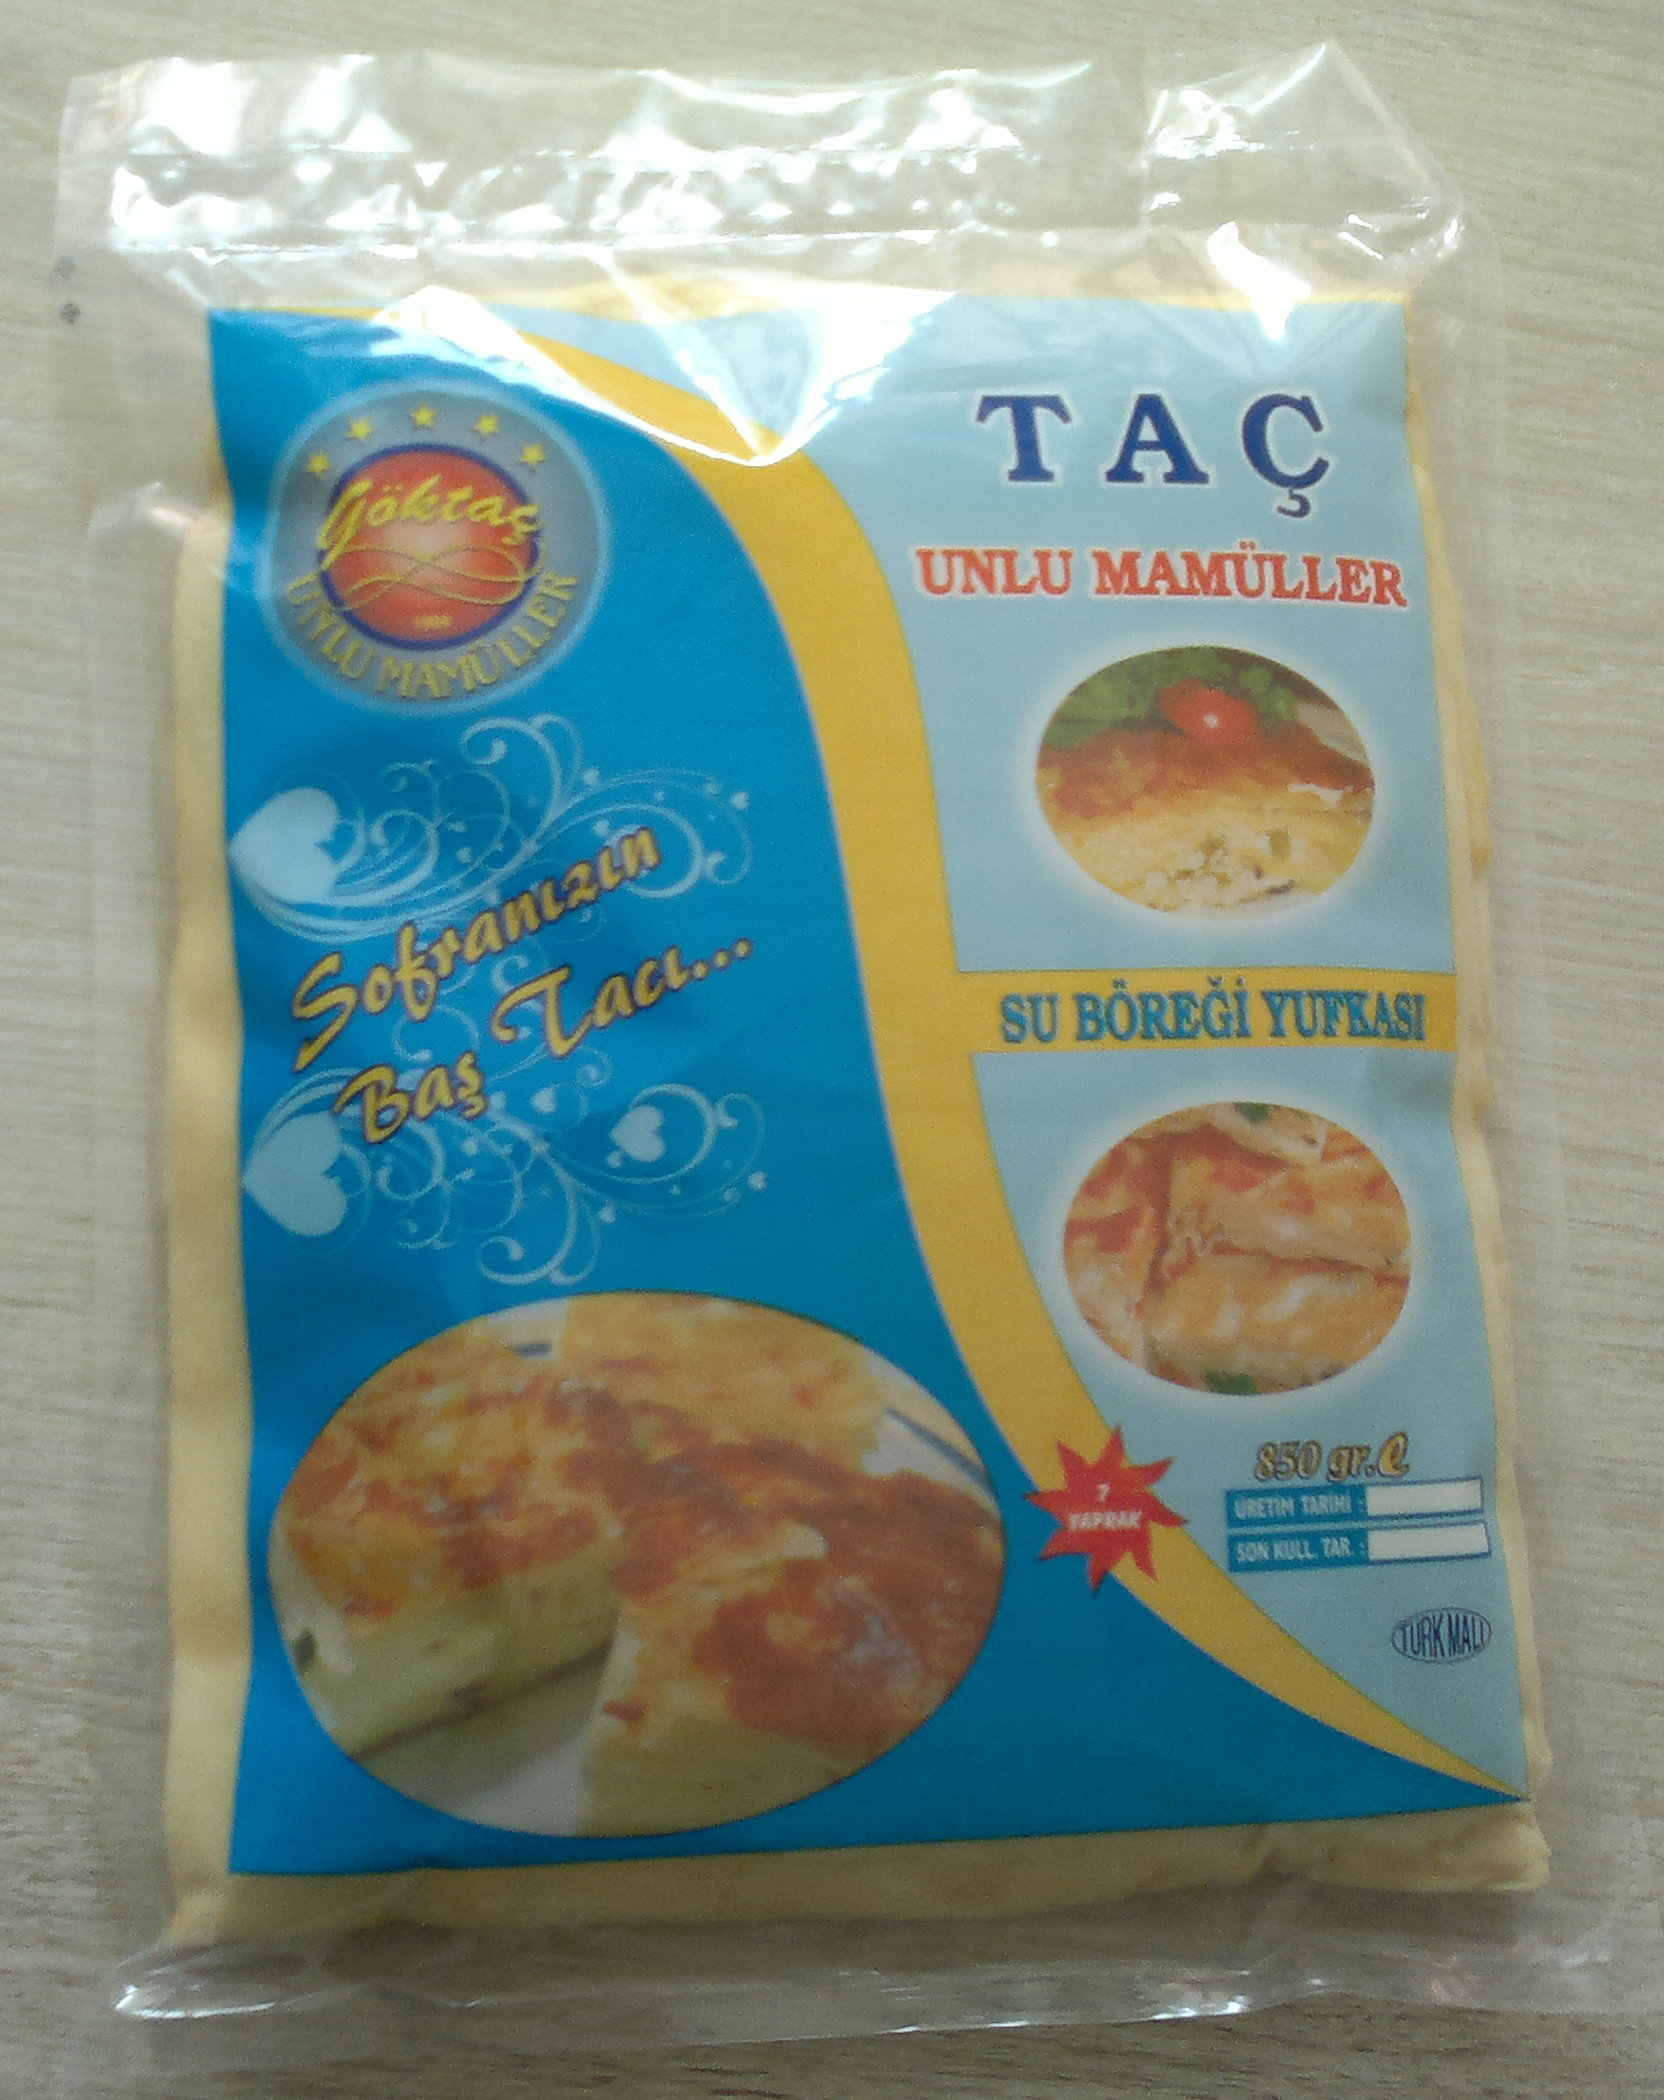 Göktaç
UNLU MAMÜLLER
TAÇ
UNLU MAMÜLLER
Sofranızın
Baş Tacı...
SU BÖREĞİ YUFKASI
7
YAPRAK
850 gr.e
ÜRETİM TARİHİ :
SON KULL. TAR. :
TÜRK MALI